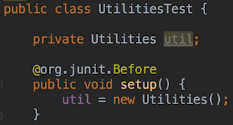 public class UtilitiesTest {
private Utilities util;
@org.junit.Before
public void setup() {
util = new Utilities();
}